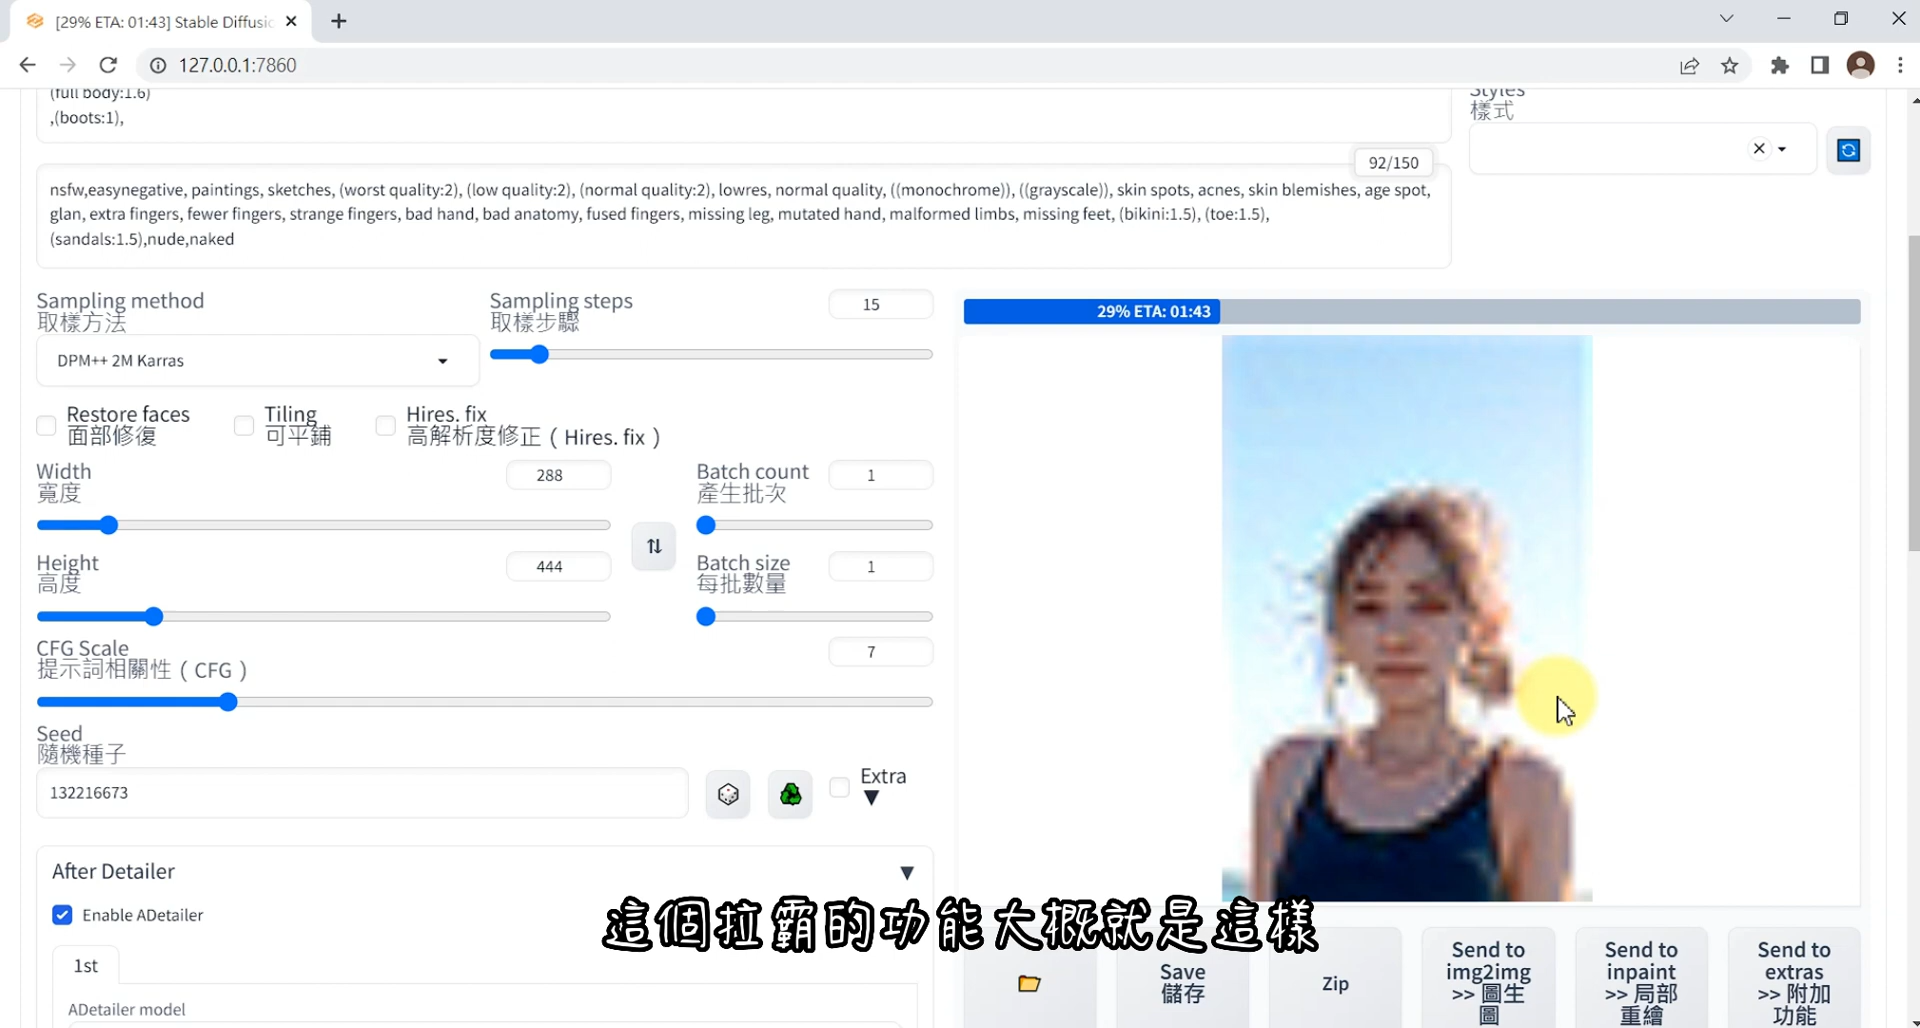 [29% ETA: 01:43] Stable Diffusic
127.0.0.1:7860
(full body:1.6)
,(boots:1),
Styles
樣式
92/150
nsfw,easynegative, paintings, sketches, (worst quality:2), (low quality:2), (normal quality:2), lowres, normal quality, ((monochrome)), ((grayscale)), skin spots, acnes, skin blemishes, age spot,
glan, extra fingers, fewer fingers, strange fingers, bad hand, bad anatomy, fused fingers, missing leg, mutated hand, malformed limbs, missing feet, (bikini:1.5), (toe:1.5),
(sandals:1.5),nude,naked
Sampling method
取樣方法
DPM++ 2M Karras
Sampling steps
取樣步驟
15
29% ETA: 01:43
Restore faces
面部修復
Tiling
可平鋪
Hires. fix
高解析度修正 ( Hires. fix )
Width
寬度
288
Batch count
產生批次
1
Height
高度
444
Batch size
每批數量
1
CFG Scale
提示詞相關性 ( CFG )
7
Seed
隨機種子
132216673
Extra
After Detailer
Enable ADetailer
1st
ADetailer model
這個拉霸的功能大概就是這樣
Save
儲存
Zip
Send to
img2img
>> 圖生
圖
Send to
inpaint
>> 局部
重繪
Send to
extras
>> 附加
功能